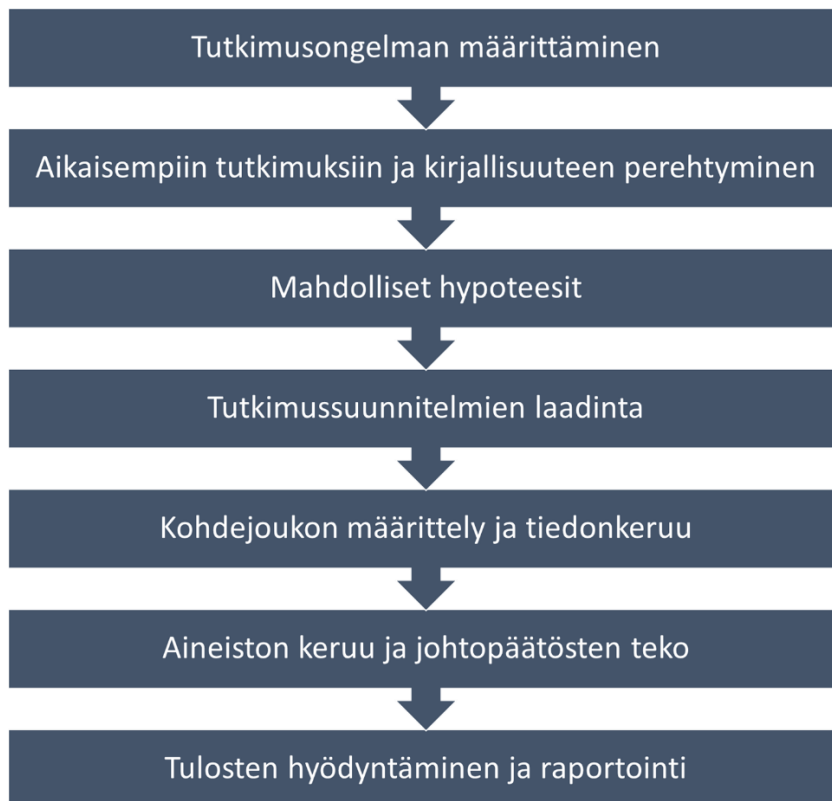 Tutkimusongelman määrittäminen
Aikaisempiin tutkimuksiin ja kirjallisuuteen perehtyminen
Mahdolliset hypoteesit
Tutkimussuunnitelmien laadinta
Kohdejoukon määrittely ja tiedonkeruu
Aineiston keruu ja johtopäätösten teko
Tulosten hyödyntäminen ja raportointi